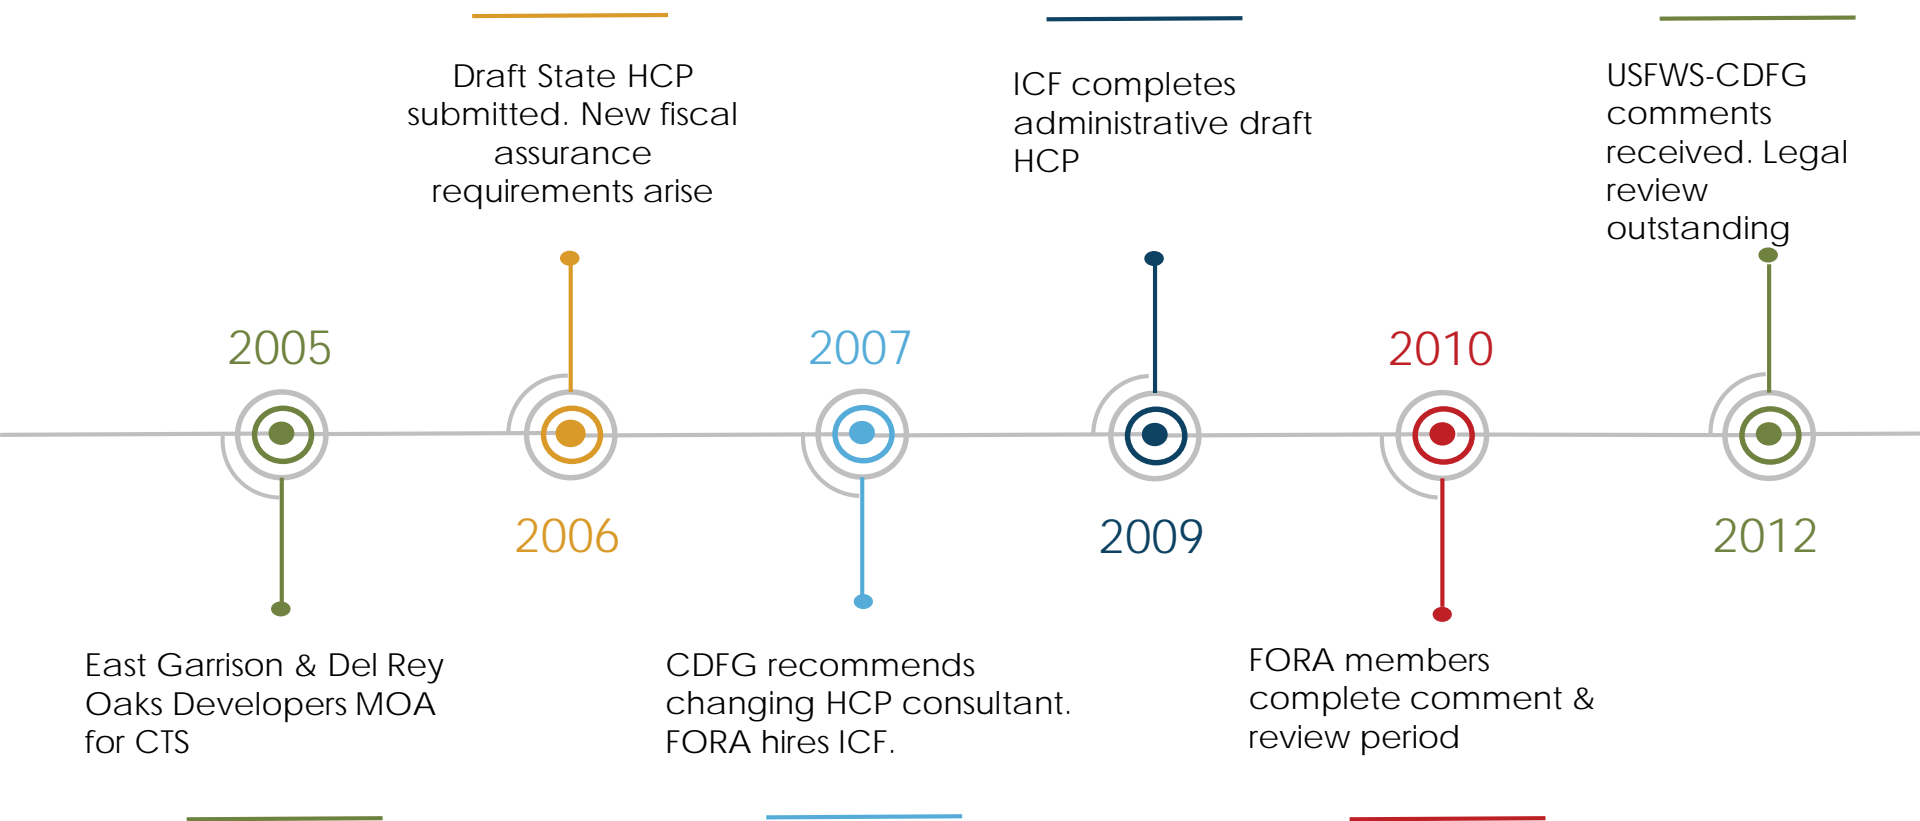 2005
East Garrison & Del Rey
Oaks Developers MOA
for CTS
Draft State HCP
submitted. New fiscal
assurance
requirements arise
2006
2007
CDFG recommends
changing HCP consultant.
FORA hires ICF.
ICF completes
administrative draft
HCP
2009
2010
FORA members
complete comment &
review period
USFWS-CDFG
comments
received. Legal
review
outstanding
2012